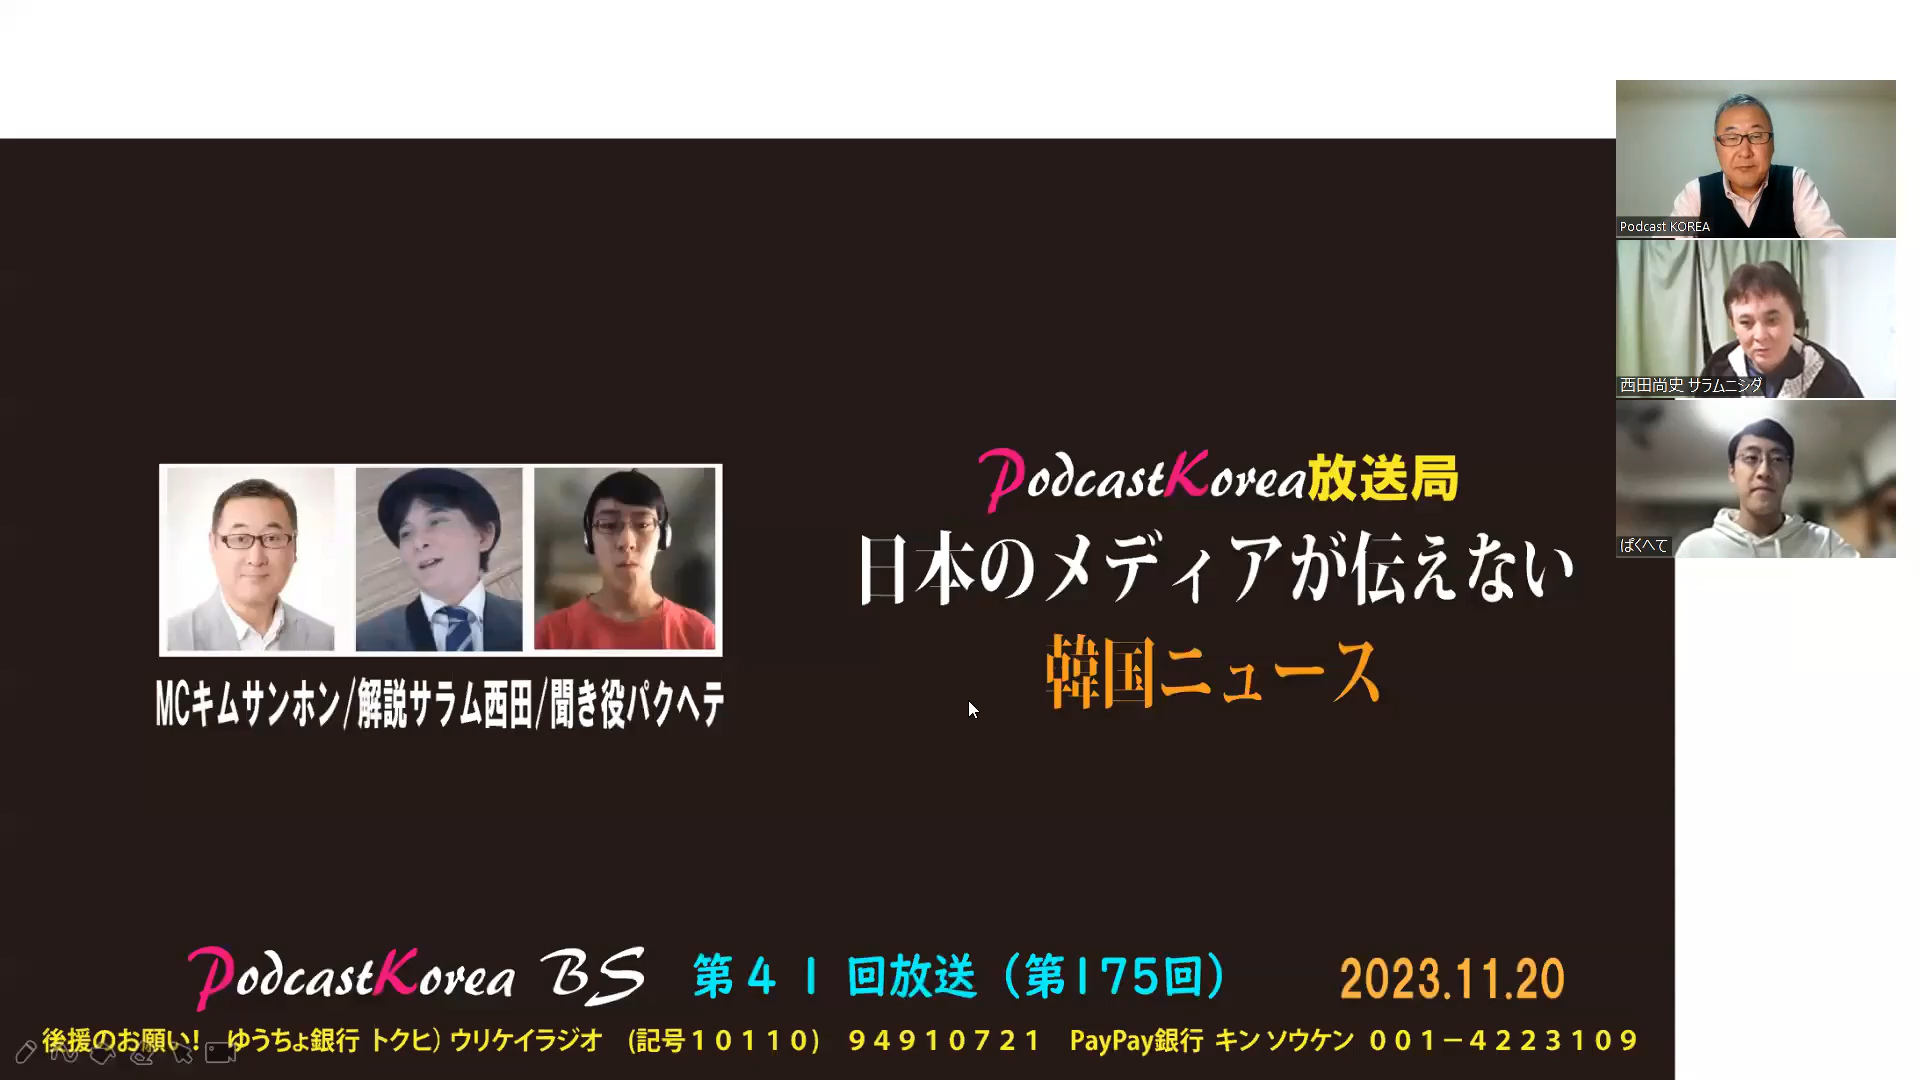 Podcast KOREA
西田尚史 サラムニシダ
ぱくへて
PodcastKorea放送局
日本のメディアが伝えない
韓国ニュース
MCキムサンホン/解説サラム西田/聞き役パクヘテ
PodcastKorea BS 第４１回放送（第175回） 2023.11.20
後援のお願い！ ゆうちょ銀行 トクヒ）ウリケイラジオ （記号１０１１０） ９４９１０７２１ PayPay銀行 キン ソウケン ００１－４２２３１０９